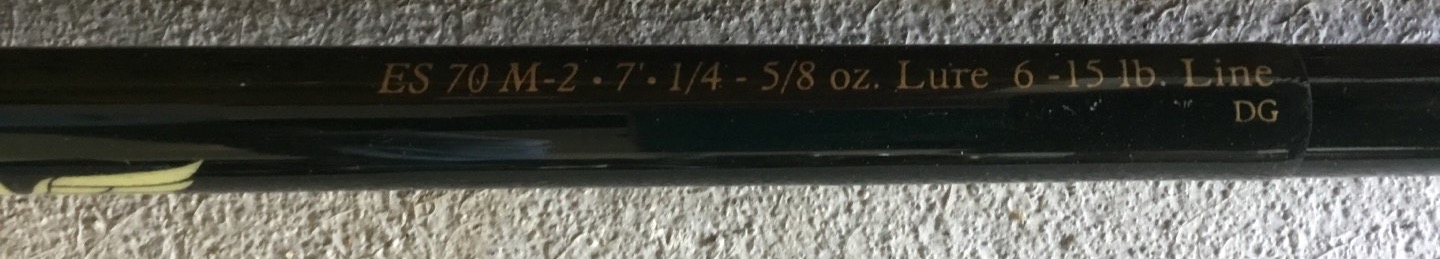 ES 70 M-2 • 7' • 1/4 - 5/8 oz. Lure 6 -15 lb. Line
DG